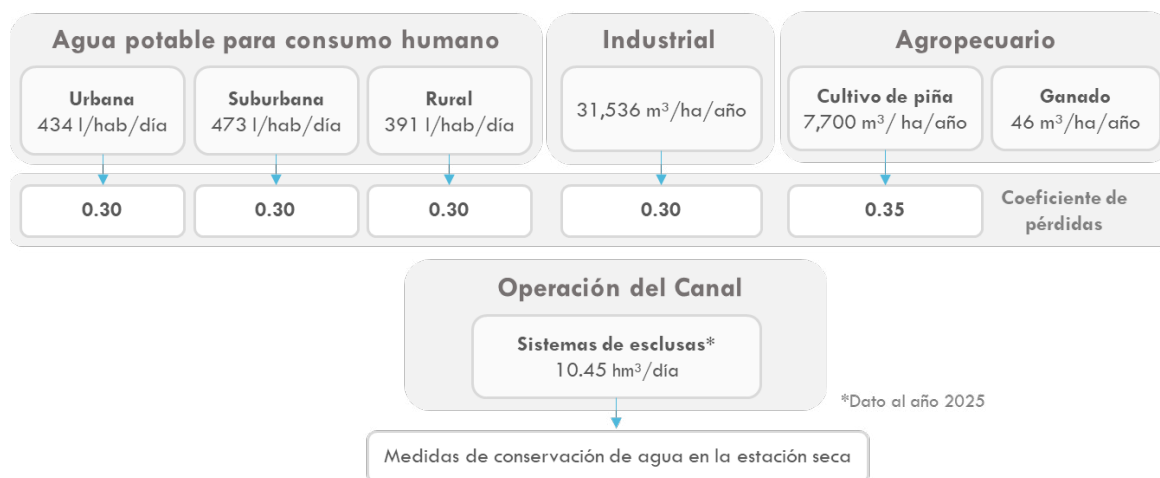 Agua potable para consumo humano
Urbana
434 l/hab/día
Suburbana
473 l/hab/día
Rural
391 l/hab/día
Industrial
31,536 m³/ha/año
Agropecuario
Cultivo de piña
7,700 m³/ ha/año
Ganado
46 m³/ha/año
0.30
0.30
0.30
0.30
0.35
Coeficiente de
pérdidas
Operación del Canal
Sistemas de esclusas*
10.45 hm³/día
*Dato al año 2025
Medidas de conservación de agua en la estación seca